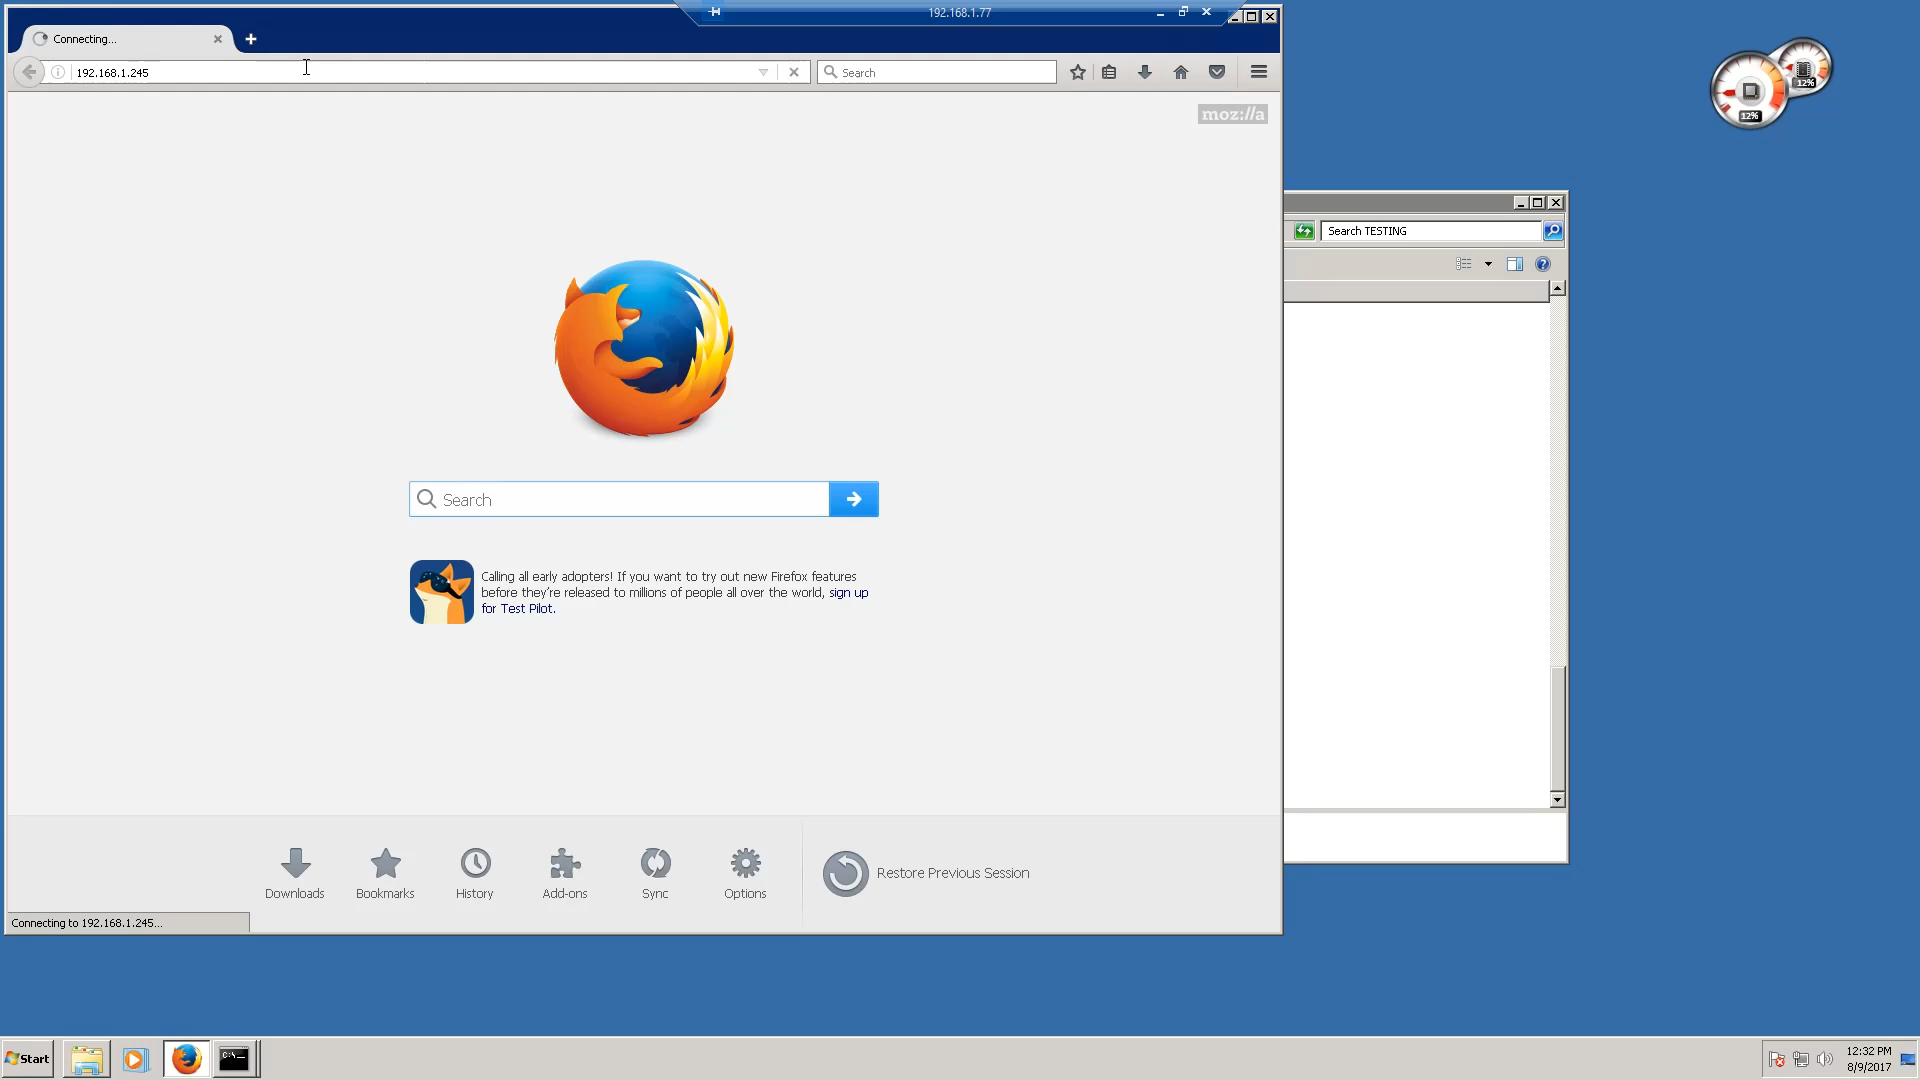 192.168.1.77
Connecting...
192.168.1.245
Search
moz://a
12%
12%
Search TESTING
Search
Calling all early adopters! If you want to try out new Firefox features
before they're released to millions of people all over the world, sign up
for Test Pilot.
Downloads
Bookmarks
History
Add-ons
Sync
Options
Restore Previous Session
Connecting to 192.168.1.245...
Start
C:\_
12:32 PM
8/9/2017